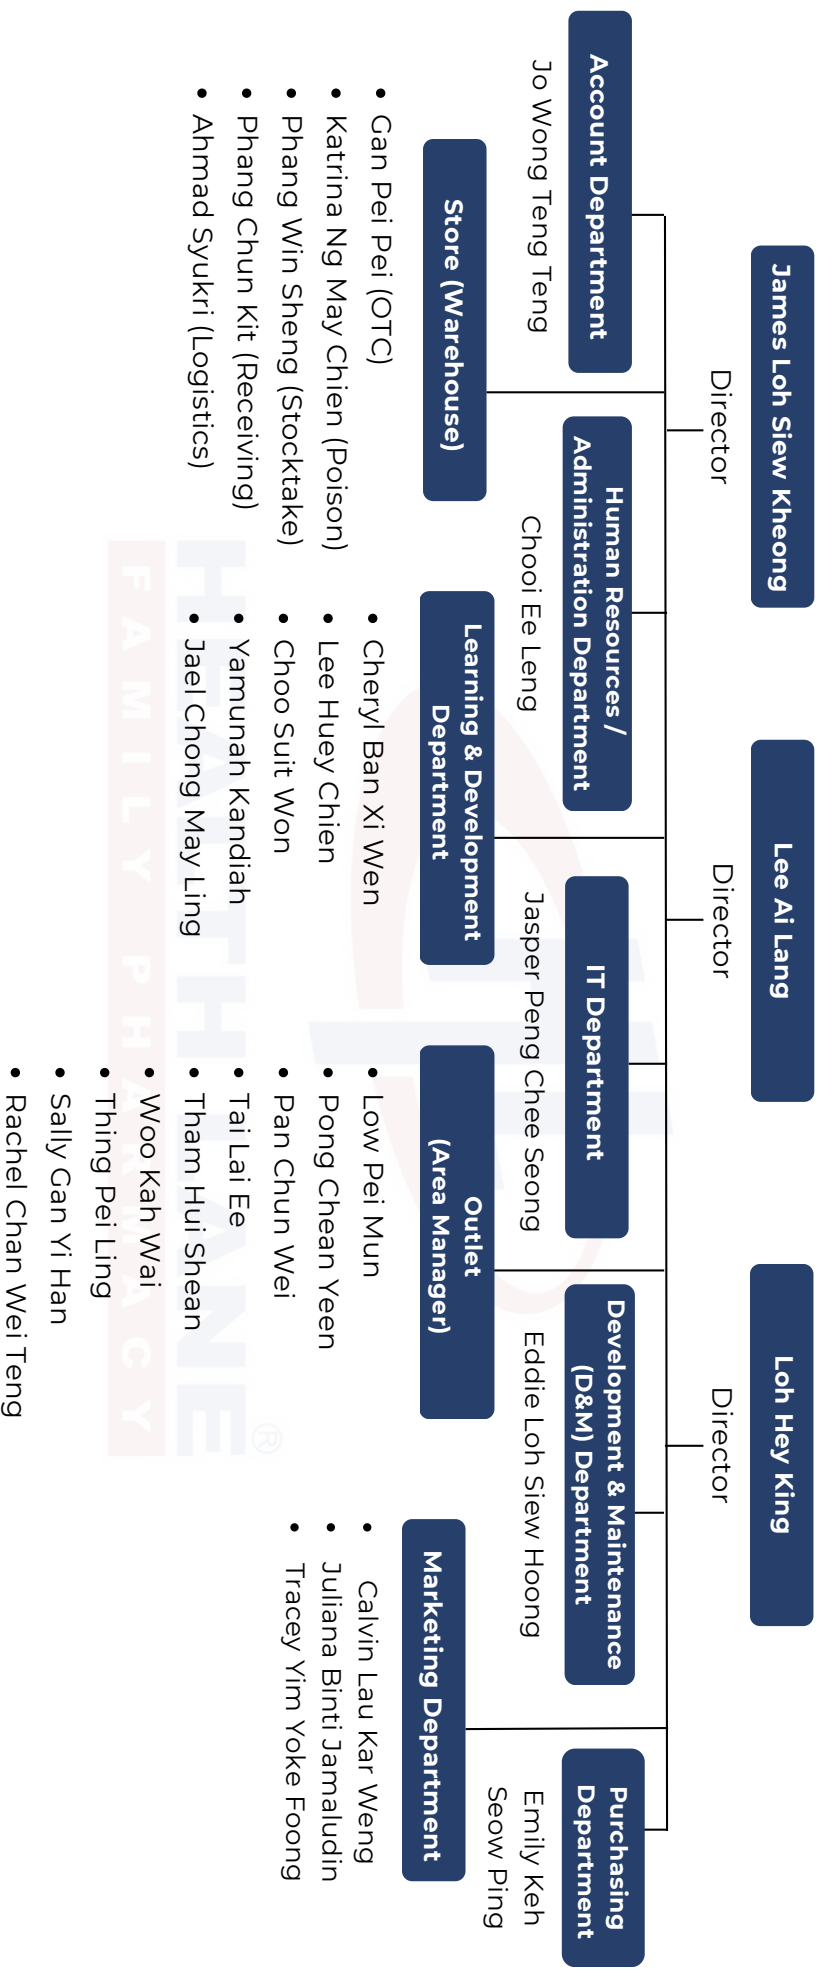 James Loh Siew Kheong
Director
Lee Ai Lang
Director
Loh Hey King
Director
Account Department
Jo Wong Teng Teng
Human Resources /
Administration Department
Chooi Ee Leng
IT Department
Jasper Peng Chee Seong
Development & Maintenance
(D&M) Department
Eddie Loh Siew Hoong
Purchasing
Department
Emily Keh
Seow Ping
Store (Warehouse)
• Gan Pei Pei (OTC)
• Katrina Ng May Chien (Poison)
• Phang Win Sheng (Stocktake)
• Phang Chun Kit (Receiving)
• Ahmad Syukri (Logistics)
Learning & Development
Department
• Cheryl Ban Xi Wen
• Lee Huey Chien
• Choo Suit Won
• Yamunah Kandiah
• Jael Chong May Ling
Outlet
(Area Manager)
• Low Pei Mun
• Pong Chean Yeen
• Pan Chun Wei
• Tai Lai Ee
• Tham Hui Shean
• Woo Kah Wai
• Thing Pei Ling
• Sally Gan Yi Han
• Rachel Chan Wei Teng
Marketing Department
• Calvin Lau Kar Weng
• Juliana Binti Jamaludin
• Tracey Yim Yoke Foong
HEALTH LANE®
FAMILY PHARMACY